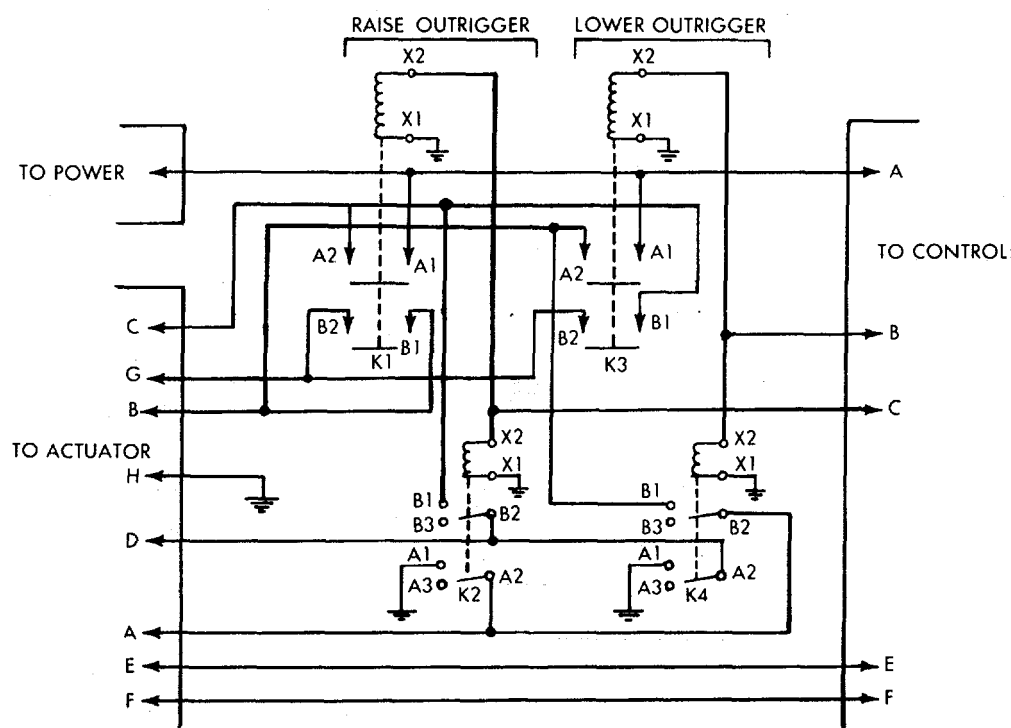 RAISE OUTRIGGER LOWER OUTRIGGER
X2 X2
X1 X1
TO POWER A
A2 A1 A2 A1
TO CONTROL
C B2 B1 B2 B1 B
K1 K3
G
B C
TO ACTUATOR
X2 X2
H X1 X1
B1 B1
B3 B2 B3 B2
D
A1 A1
A3 K2 A2 A3 K4 A2
A
E E
F F